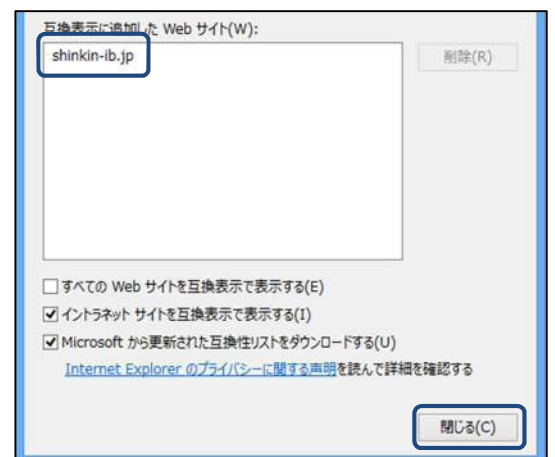 互換表示に追加した Web サイト(W):
shinkin-ib.jp
削除(R)
すべての Web サイトを互換表示で表示する(E)
イントラネット サイトを互換表示で表示する(I)
Microsoft から更新された互換性リストをダウンロードする(U)
Internet Explorer のプライバシーに関する声明を読んで詳細を確認する
閉じる(C)